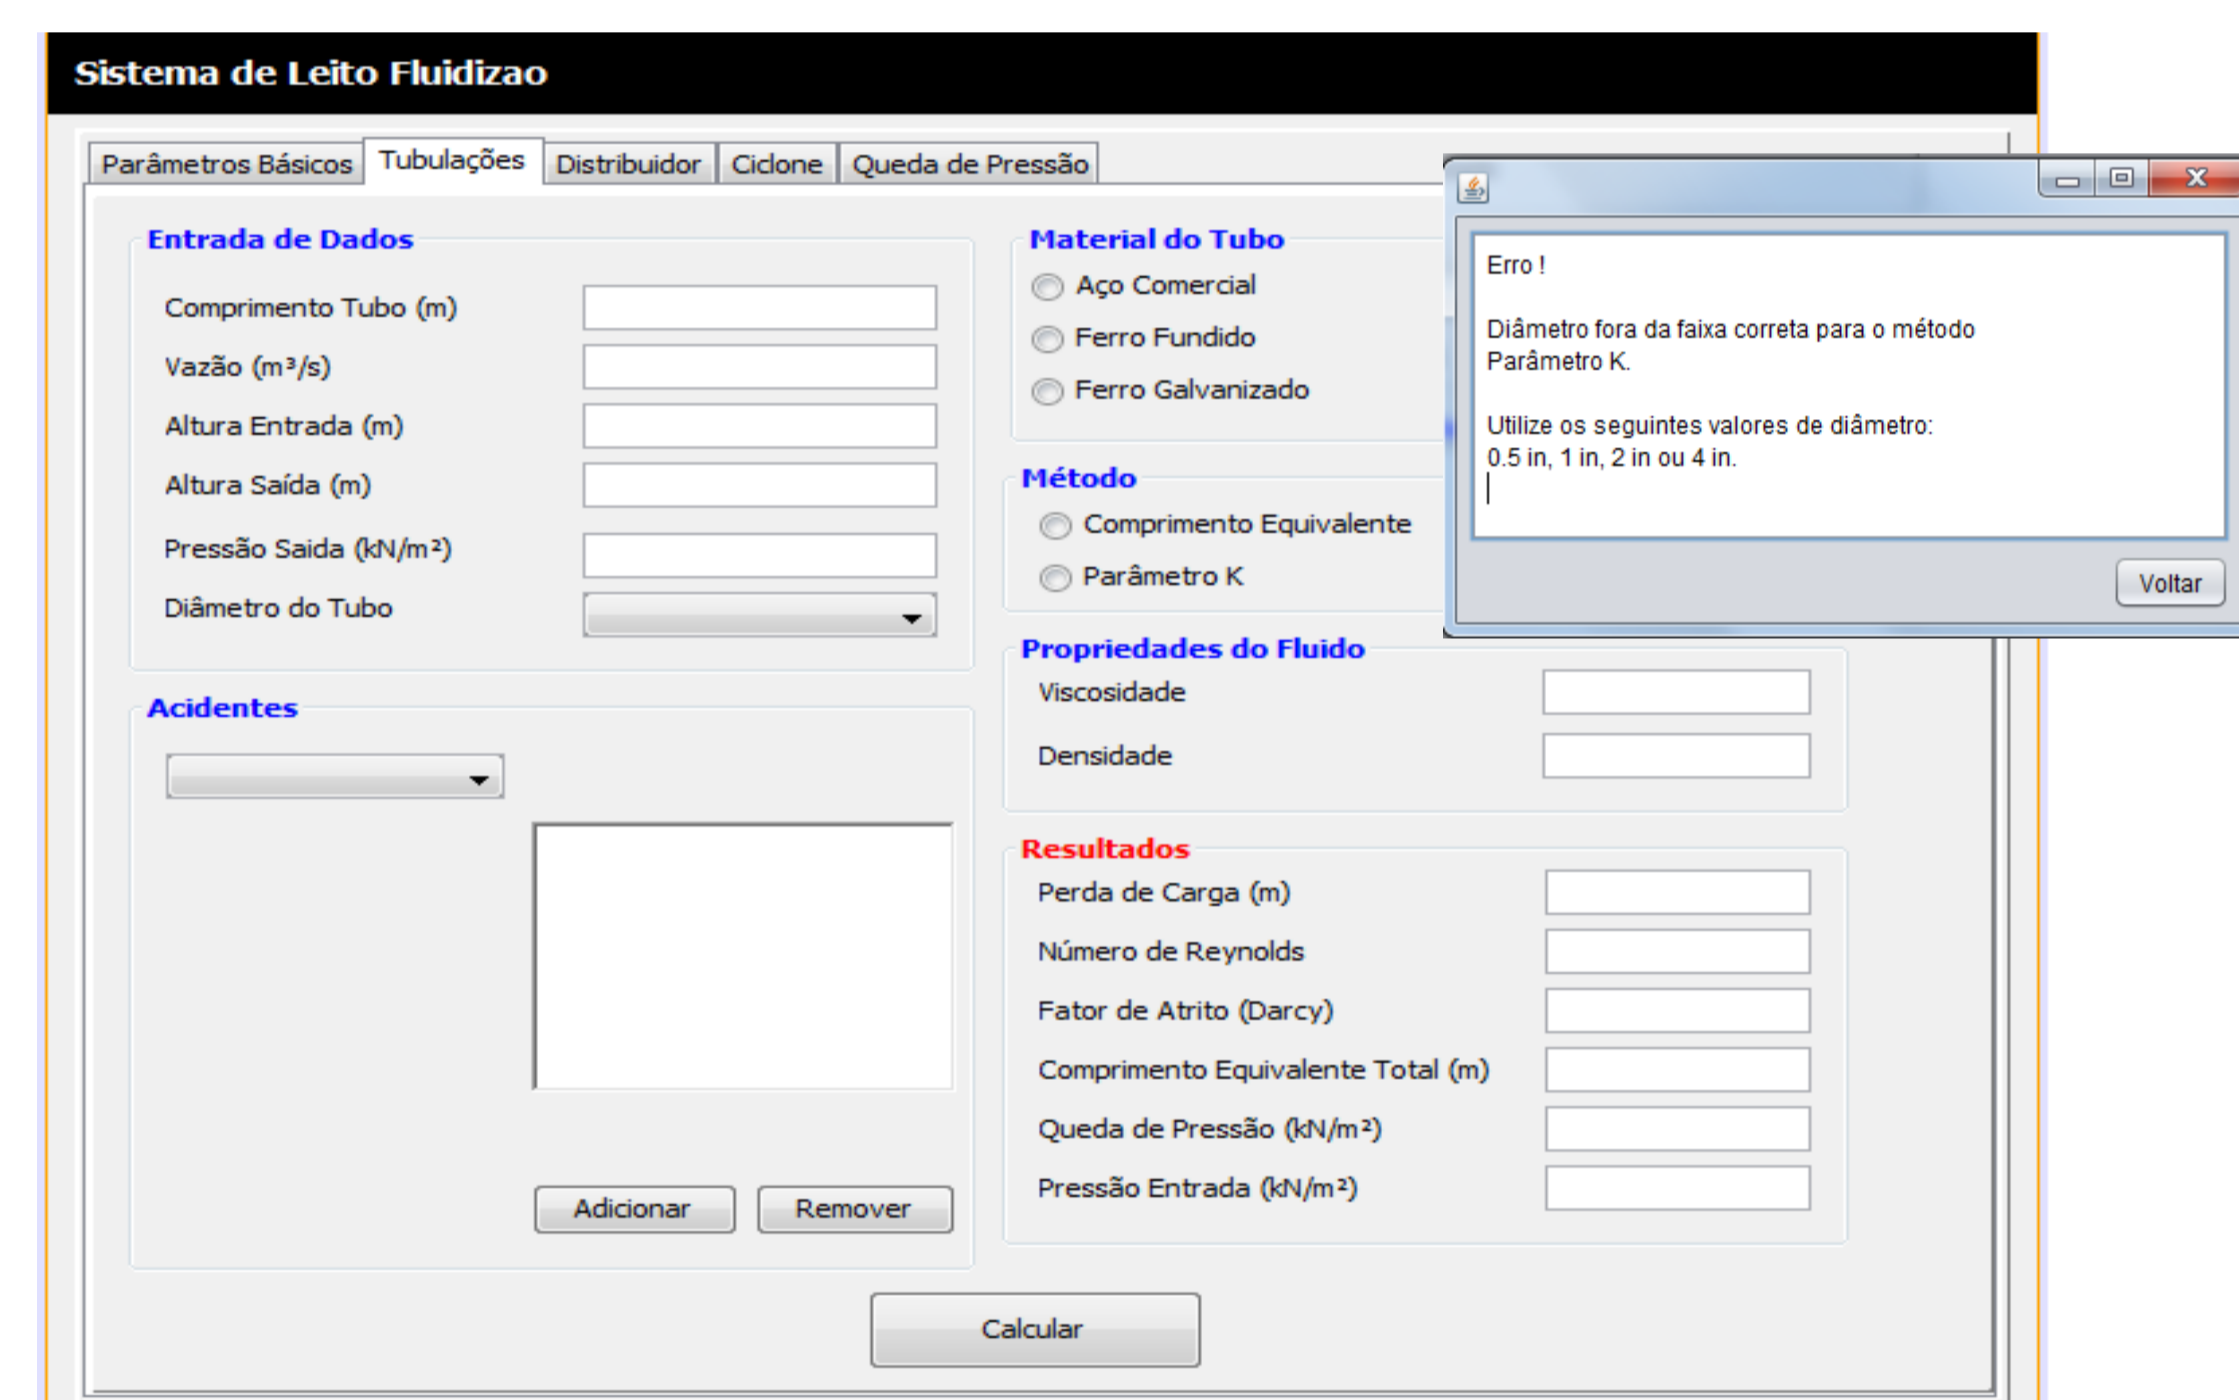 Sistema de Leito Fluidizao
Parâmetros Básicos
Tubulações
Distribuidor
Ciclone
Queda de Pressão
Entrada de Dados
Comprimento Tubo (m)
Vazão (m³/s)
Altura Entrada (m)
Altura Saída (m)
Pressão Saida (kN/m²)
Diâmetro do Tubo
Acidentes
Adicionar
Remover
Material do Tubo
Aço Comercial
Ferro Fundido
Ferro Galvanizado
Método
Comprimento Equivalente
Parâmetro K
Propriedades do Fluido
Viscosidade
Densidade
Resultados
Perda de Carga (m)
Número de Reynolds
Fator de Atrito (Darcy)
Comprimento Equivalente Total (m)
Queda de Pressão (kN/m²)
Pressão Entrada (kN/m²)
Calcular
Erro !
Diâmetro fora da faixa correta para o método
Parâmetro K.
Utilize os seguintes valores de diâmetro:
0.5 in, 1 in, 2 in ou 4 in.
Voltar